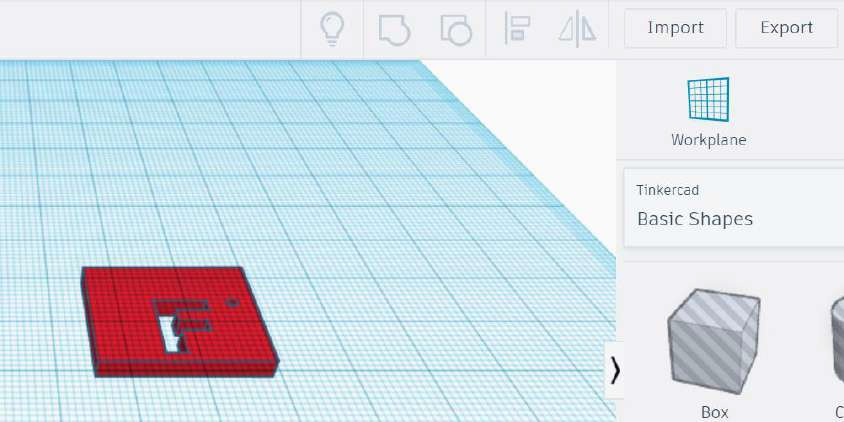 Import
Export
Workplane
Tinkercad
Basic Shapes
F
Box